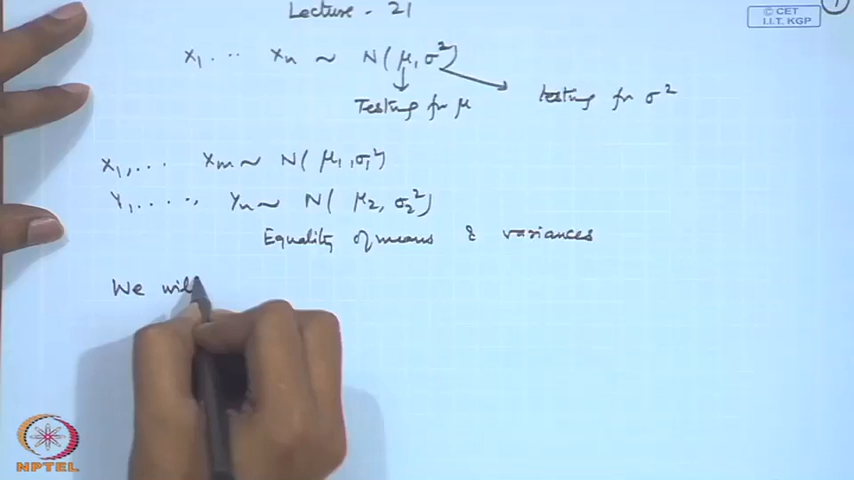 Lecture - 21
© CET
I.I.T. KGP
X1, ... Xn ~ N(μ, σ²)
Testing for μ
testing for σ²
X1, ... Xm ~ N(μ1, σ1²)
Y1, ...., Yn ~ N(μ2, σ2²)
Equality of means & variances
We wil
NPTEL